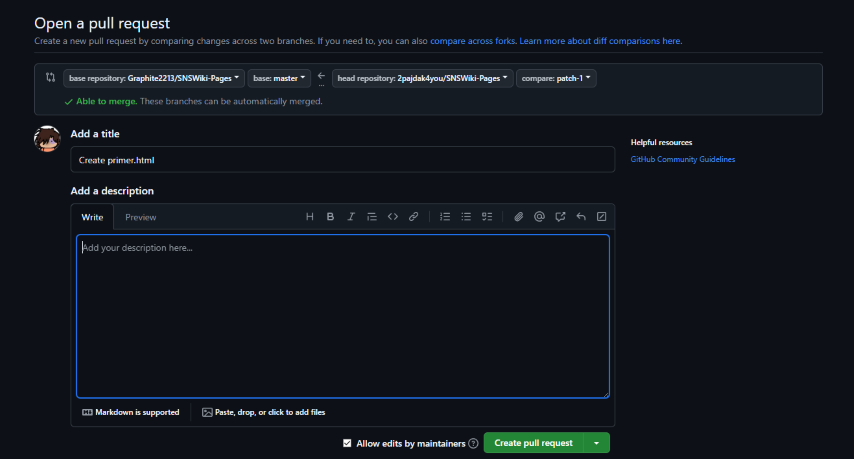 Open a pull request
Create a new pull request by comparing changes across two branches. If you need to, you can also compare across forks. Learn more about diff comparisons here.
base repository: Graphite2213/SNSWiki-Pages base: master ← ... head repository: 2pajdak4you/SNSWiki-Pages compare: patch-1
Able to merge. These branches can be automatically merged.
Add a title
Create primer.html
Helpful resources
GitHub Community Guidelines
Add a description
Write Preview
Add your description here...
Markdown is supported Paste, drop, or click to add files
Allow edits by maintainers ? Create pull request